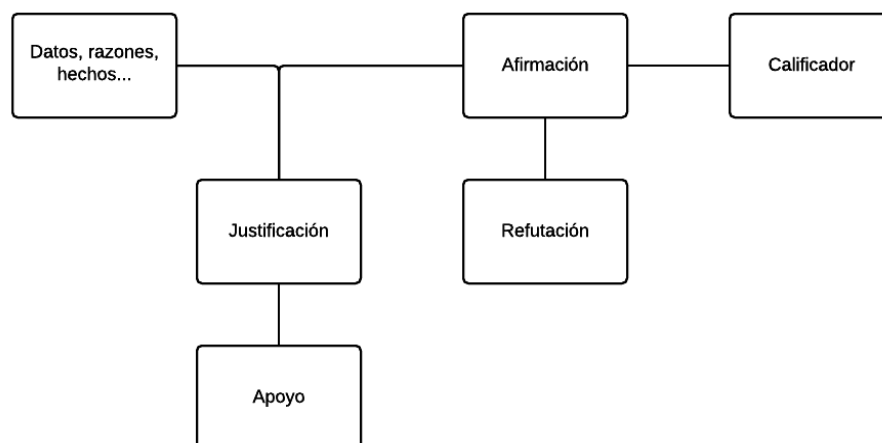 Datos, razones,
hechos...
Afirmación
Calificador
Justificación
Refutación
Apoyo